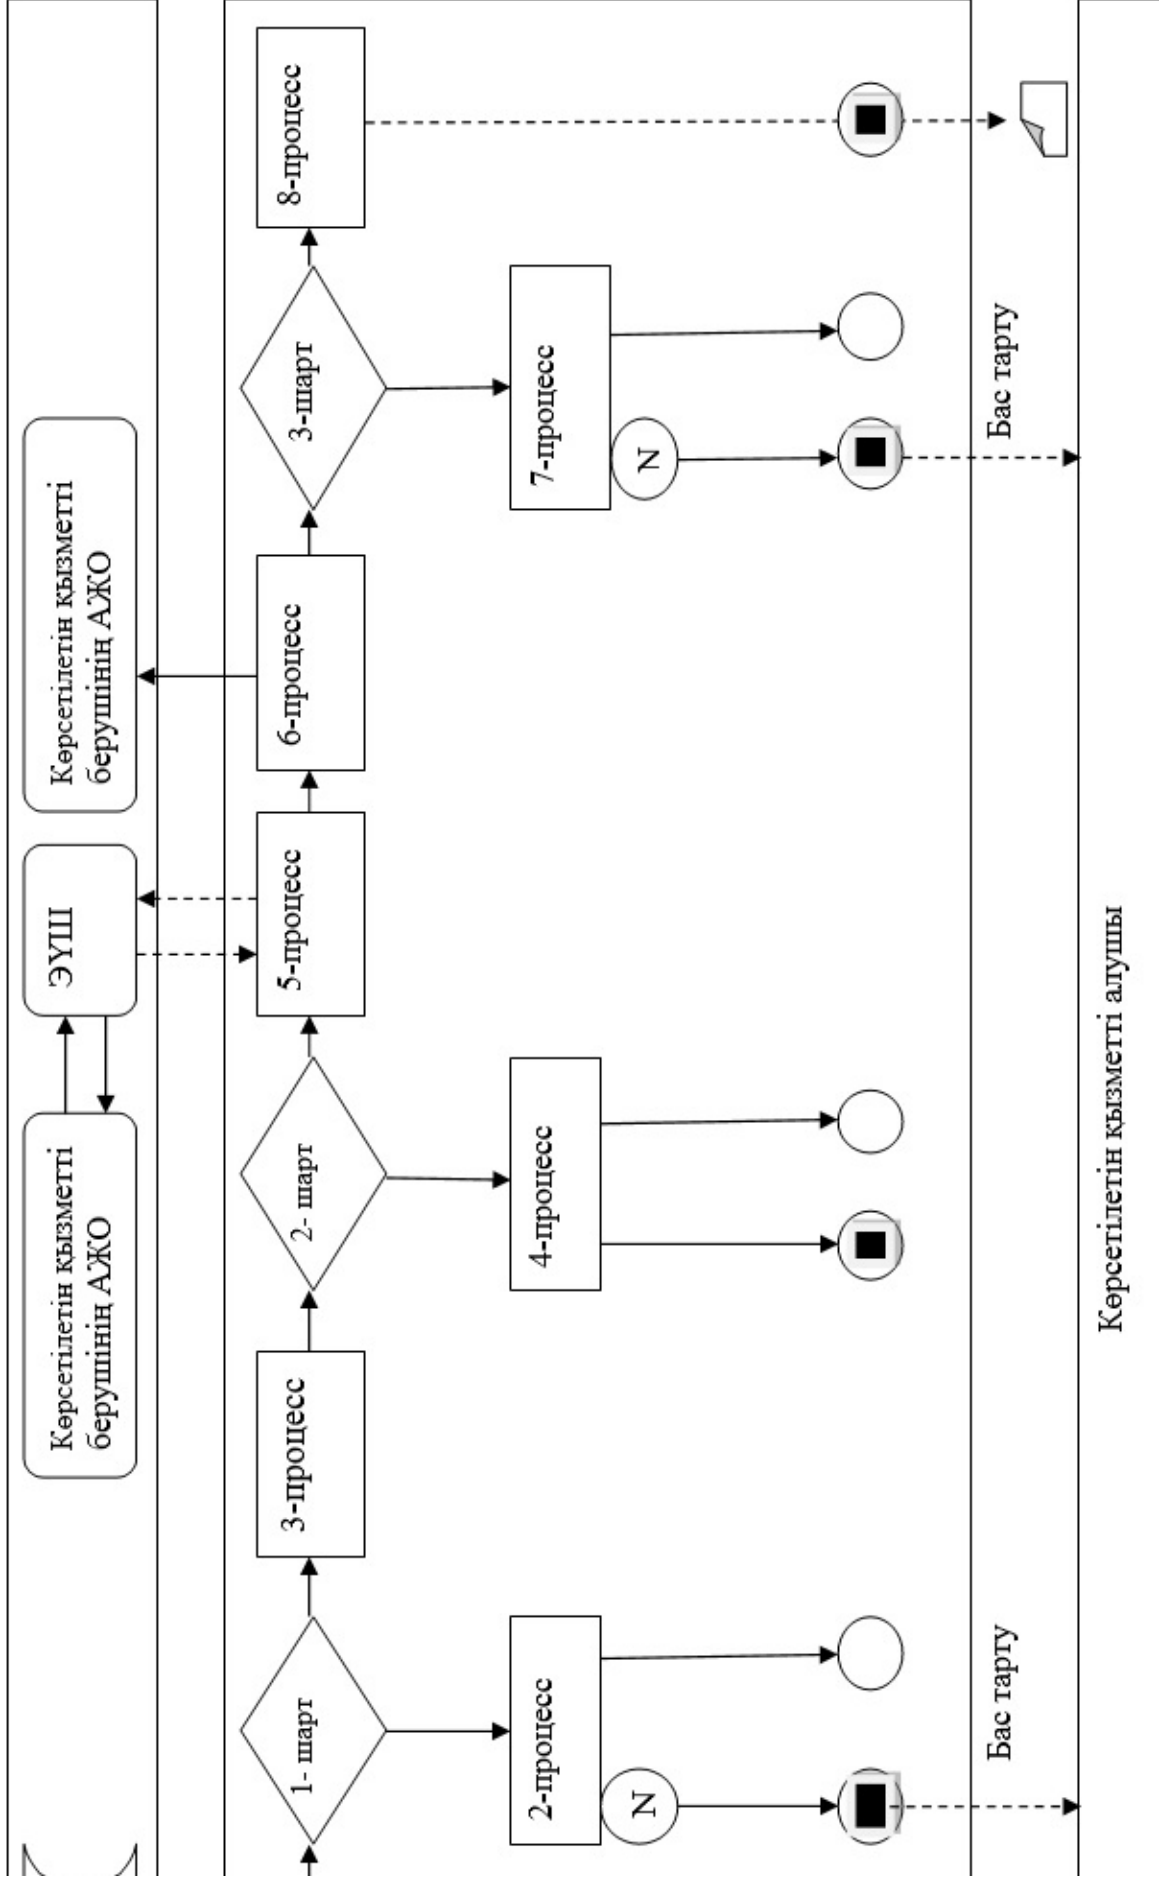 Көрсетілетін қызметті
берушінің АЖО
ЭҮШ
Көрсетілетін қызметті
берушінің АЖО
1- шарт
3-процесс
2- шарт
5-процесс
6-процесс
3-шарт
8-процесс
2-процесс
4-процесс
7-процесс
N
N
Бас тарту
Бас тарту
Көрсетілетін қызметті алушы